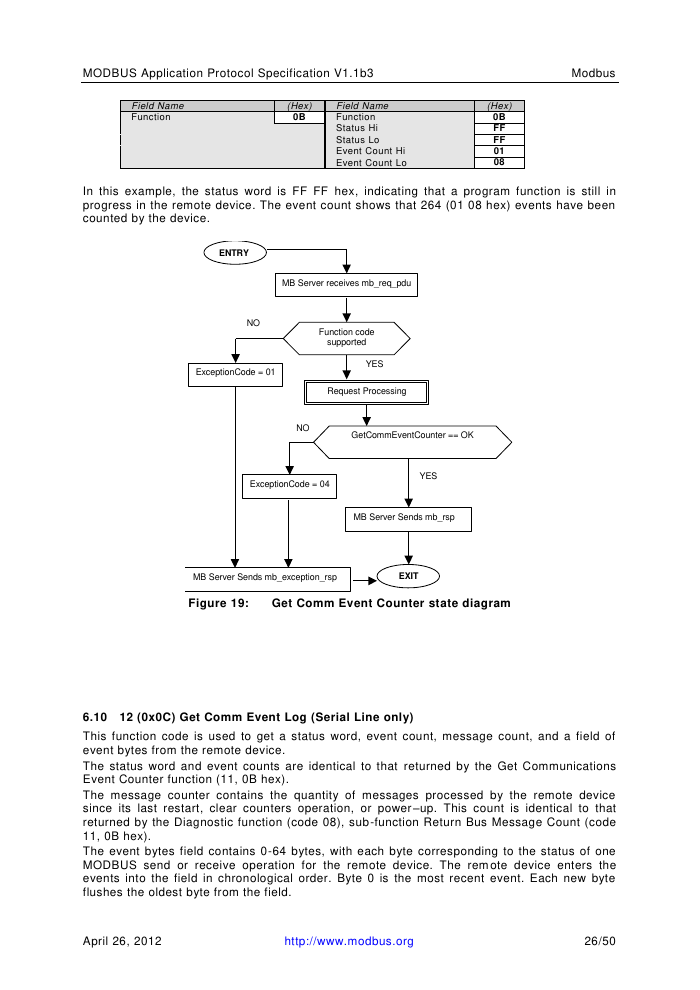 MODBUS Application Protocol Specification V1.1b3 Modbus
Field Name (Hex) Field Name (Hex)
Function 0B Function 0B
Status Hi FF
Status Lo FF
Event Count Hi 01
Event Count Lo 08
In this example, the status word is FF FF hex, indicating that a program function is still in
progress in the remote device. The event count shows that 264 (01 08 hex) events have been
counted by the device.
ENTRY
MB Server receives mb_req_pdu
NO
Function code
supported
YES
ExceptionCode = 01
Request Processing
NO
GetCommEventCounter == OK
YES
ExceptionCode = 04
MB Server Sends mb_rsp
MB Server Sends mb_exception_rsp
EXIT
Figure 19: Get Comm Event Counter state diagram
6.10 12 (0x0C) Get Comm Event Log (Serial Line only)
This function code is used to get a status word, event count, message count, and a field of
event bytes from the remote device.
The status word and event counts are identical to that returned by the Get Communications
Event Counter function (11, 0B hex).
The message counter contains the quantity of messages processed by the remote device
since its last restart, clear counters operation, or power–up. This count is identical to that
returned by the Diagnostic function (code 08), sub-function Return Bus Message Count (code
11, 0B hex).
The event bytes field contains 0-64 bytes, with each byte corresponding to the status of one
MODBUS send or receive operation for the remote device. The remote device enters the
events into the field in chronological order. Byte 0 is the most recent event. Each new byte
flushes the oldest byte from the field.
April 26, 2012 http://www.modbus.org 26/50